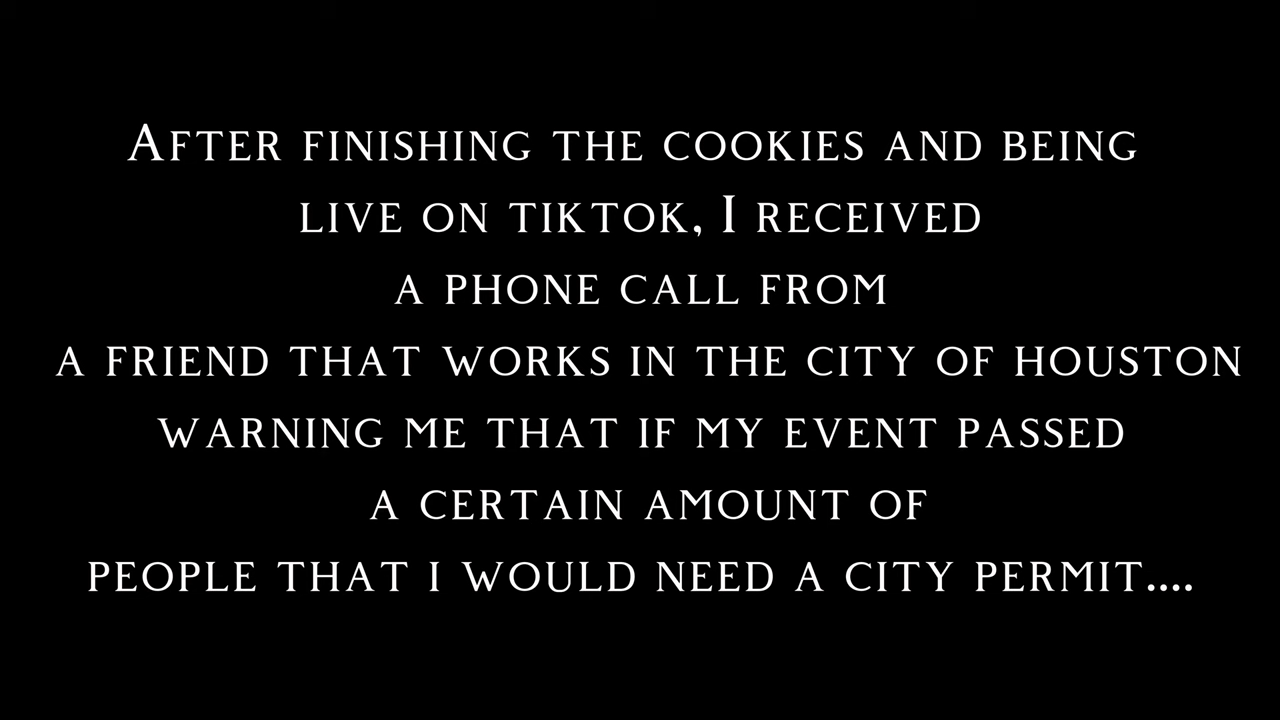 After finishing the cookies and being
live on tiktok, I received
a phone call from
a friend that works in the city of houston
warning me that if my event passed
a certain amount of
people that i would need a city permit....